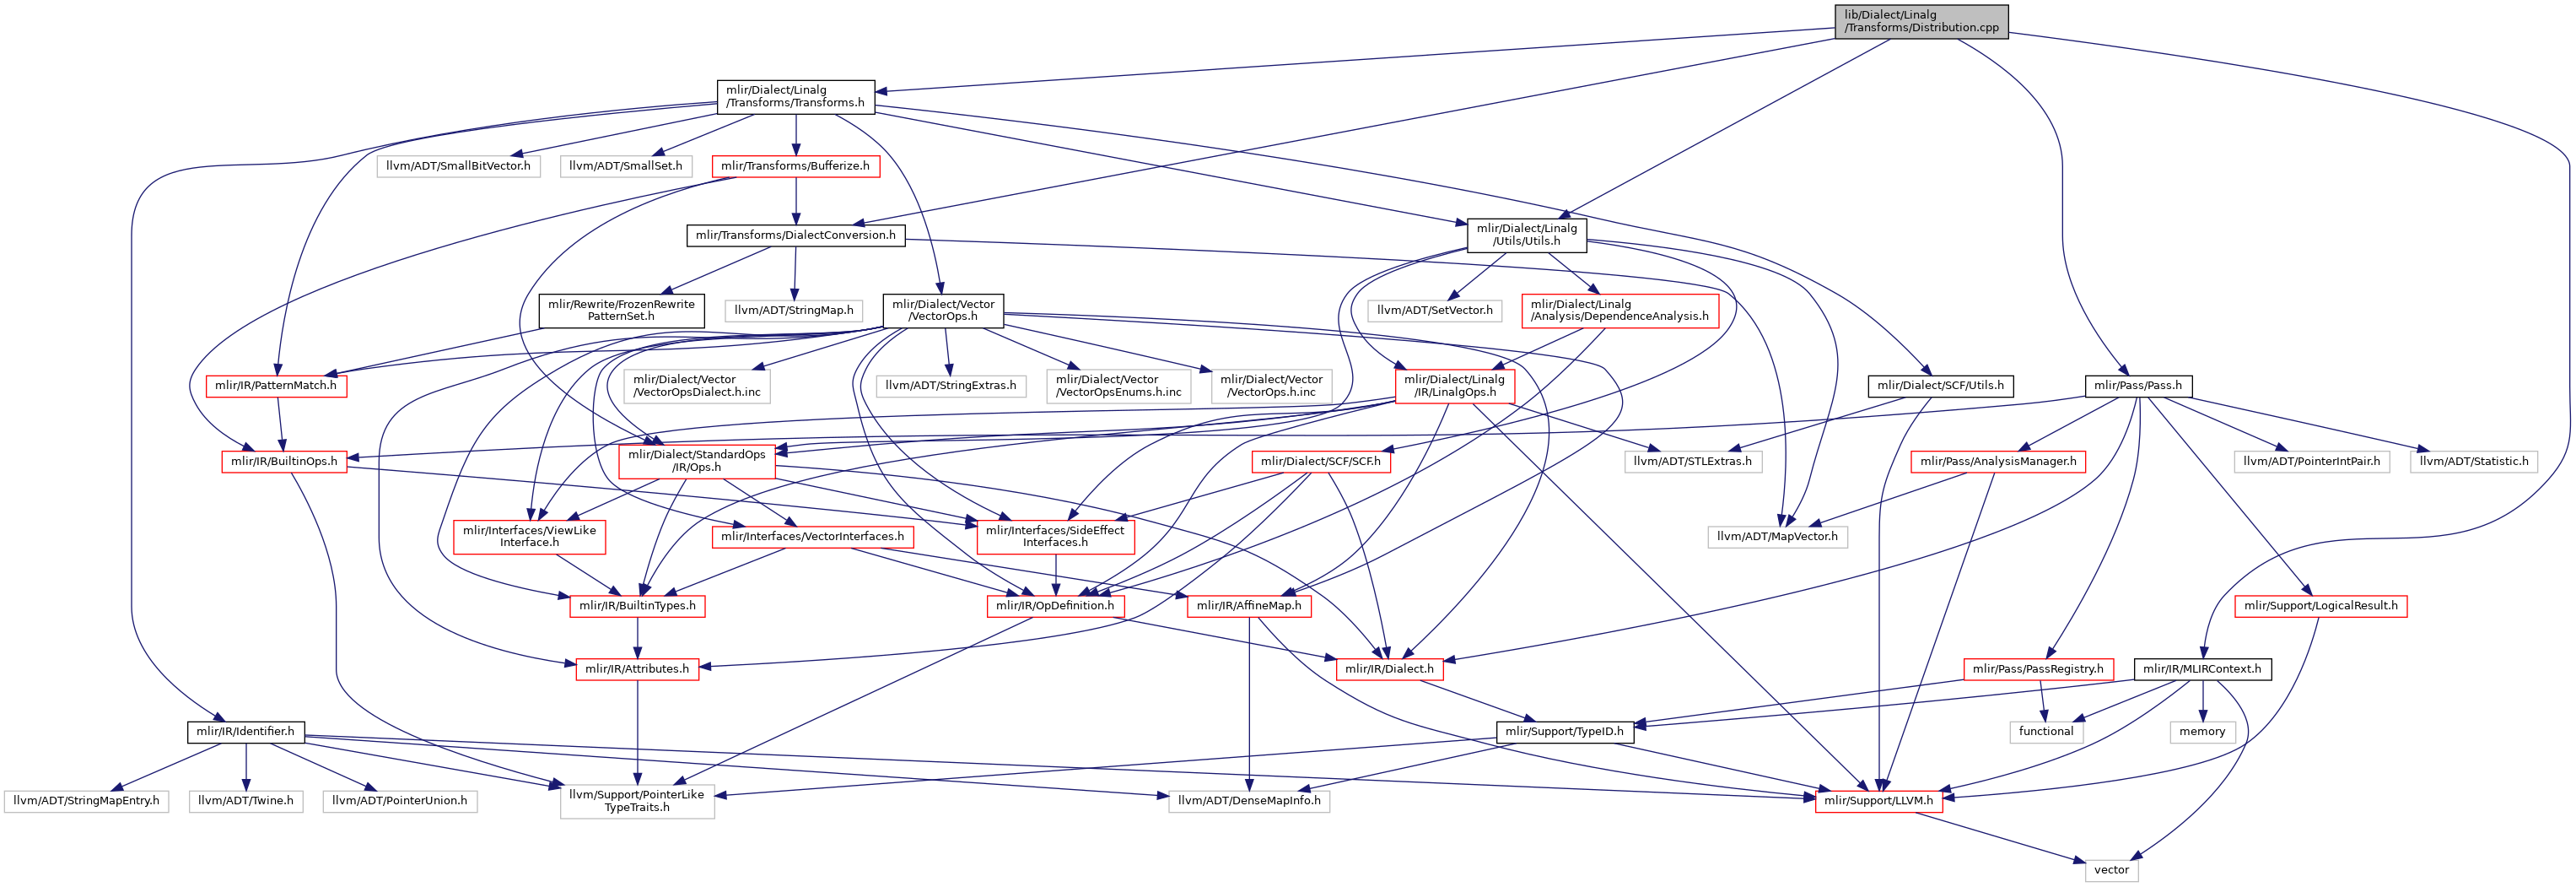 lib/Dialect/Linalg
/Transforms/Distribution.cpp
mlir/Dialect/Linalg
/Transforms/Transforms.h
llvm/ADT/SmallBitVector.h
llvm/ADT/SmallSet.h
mlir/Transforms/Bufferize.h
mlir/Transforms/DialectConversion.h
mlir/Dialect/Linalg
/Utils/Utils.h
mlir/Rewrite/FrozenRewrite
PatternSet.h
llvm/ADT/StringMap.h
mlir/Dialect/Vector
/VectorOps.h
llvm/ADT/SetVector.h
mlir/Dialect/Linalg
/Analysis/DependenceAnalysis.h
mlir/IR/PatternMatch.h
mlir/Dialect/Vector
/VectorOpsDialect.h.inc
llvm/ADT/StringExtras.h
mlir/Dialect/Vector
/VectorOpsEnums.h.inc
mlir/Dialect/Vector
/VectorOps.h.inc
mlir/Dialect/Linalg
/IR/LinalgOps.h
mlir/Dialect/SCF/Utils.h
mlir/Pass/Pass.h
mlir/IR/BuiltinOps.h
mlir/Dialect/StandardOps
/IR/Ops.h
mlir/Dialect/SCF/SCF.h
llvm/ADT/STLExtras.h
mlir/Pass/AnalysisManager.h
llvm/ADT/PointerIntPair.h
llvm/ADT/Statistic.h
mlir/Interfaces/ViewLike
Interface.h
mlir/Interfaces/VectorInterfaces.h
mlir/Interfaces/SideEffect
Interfaces.h
llvm/ADT/MapVector.h
mlir/IR/BuiltinTypes.h
mlir/IR/OpDefinition.h
mlir/IR/AffineMap.h
mlir/Support/LogicalResult.h
mlir/IR/Attributes.h
mlir/IR/Dialect.h
mlir/Pass/PassRegistry.h
mlir/IR/MLIRContext.h
mlir/IR/Identifier.h
mlir/Support/TypeID.h
functional
memory
llvm/ADT/StringMapEntry.h
llvm/ADT/Twine.h
llvm/ADT/PointerUnion.h
llvm/Support/PointerLike
TypeTraits.h
llvm/ADT/DenseMapInfo.h
mlir/Support/LLVM.h
vector